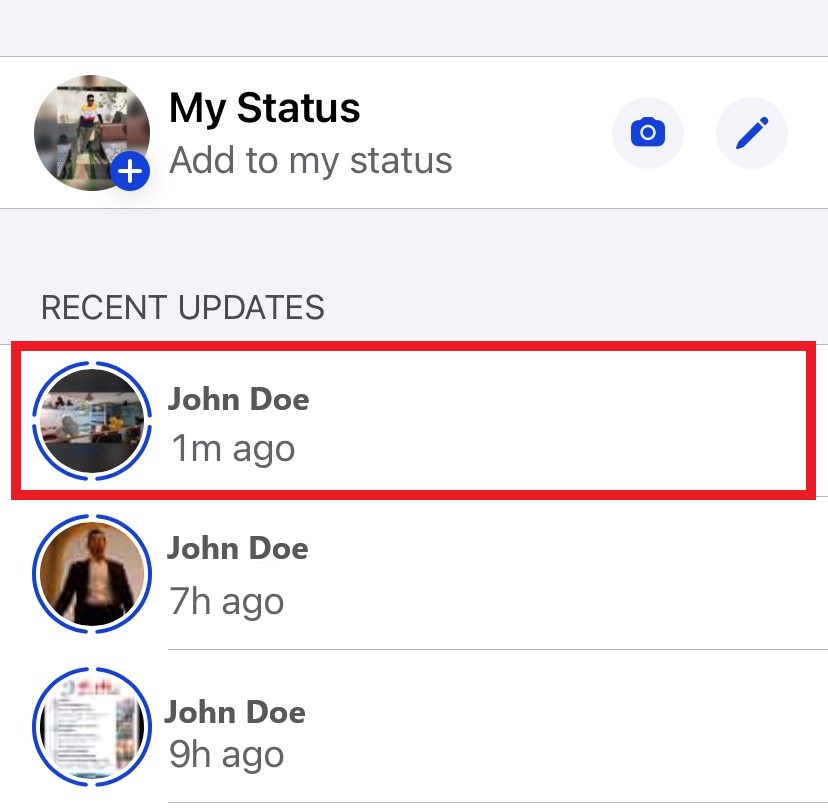 My Status
Add to my status
RECENT UPDATES
John Doe
1m ago
John Doe
7h ago
John Doe
9h ago